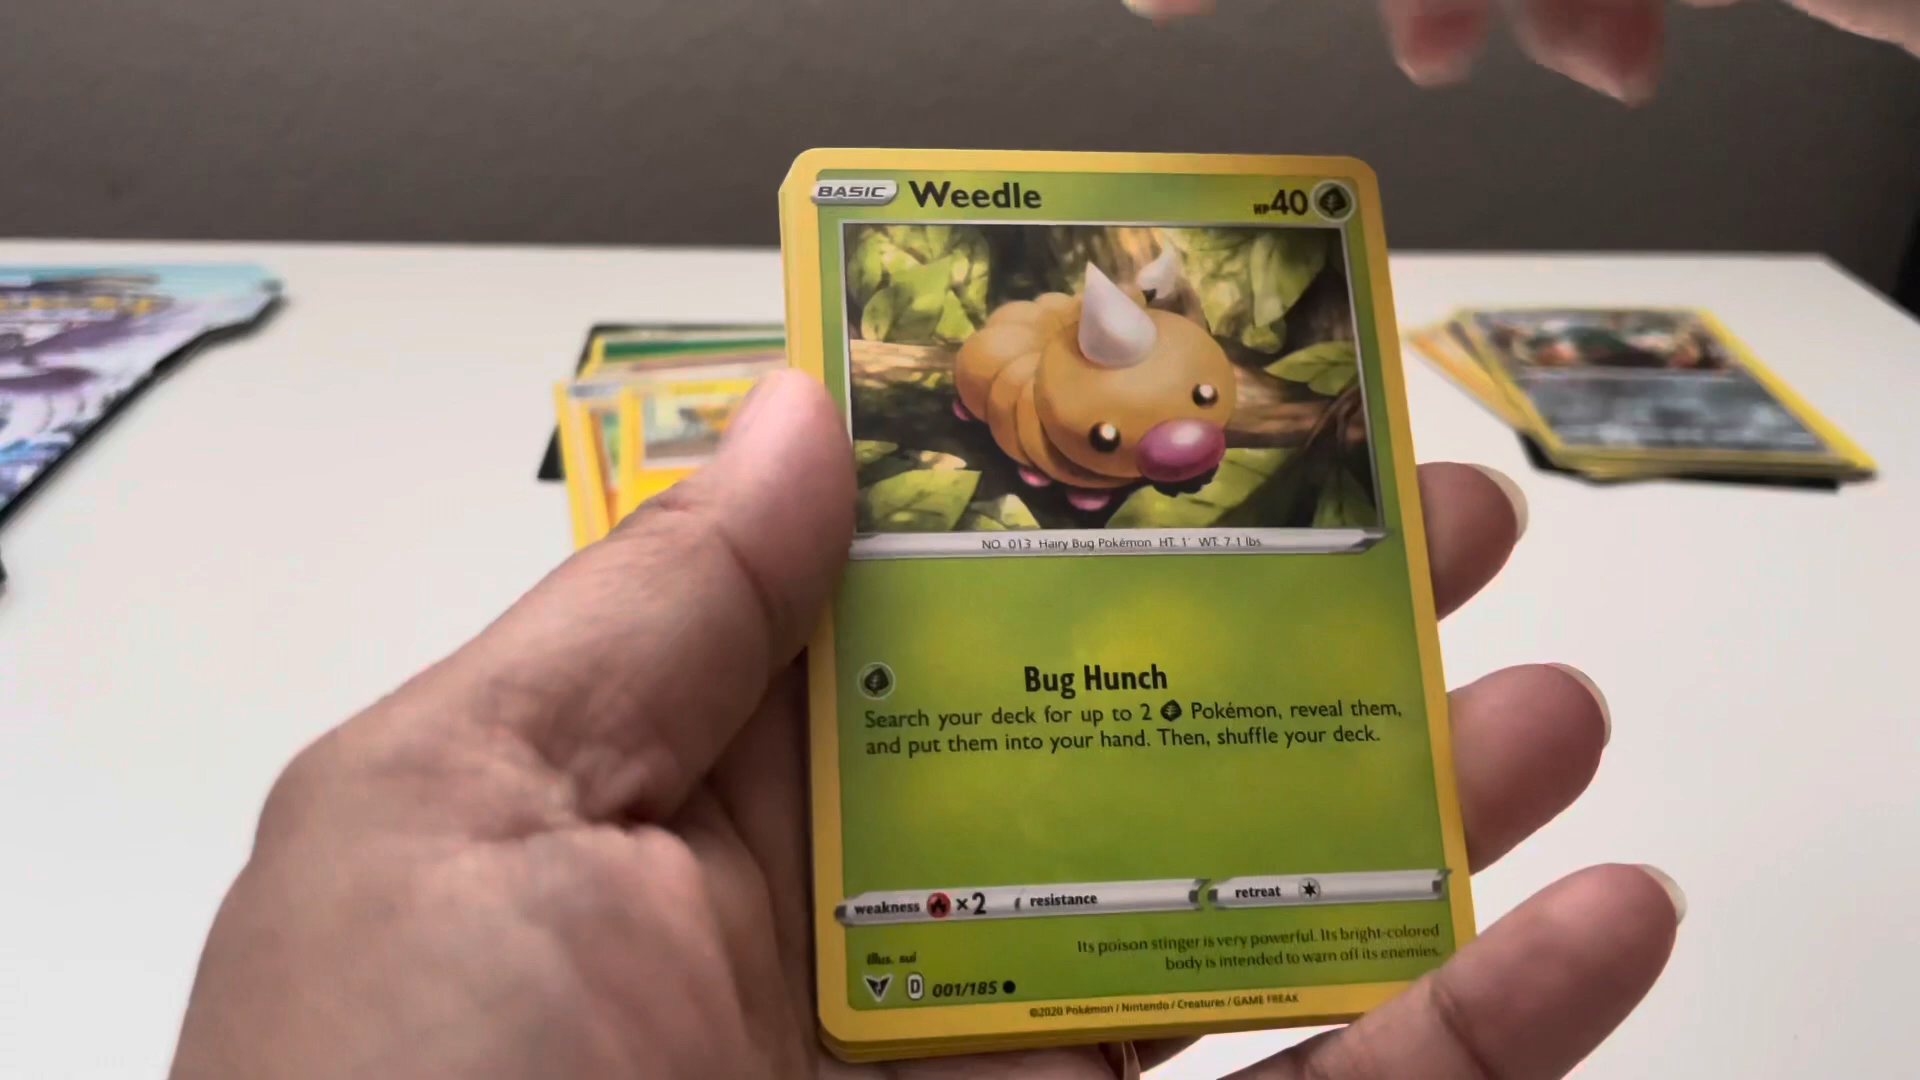 BASIC Weedle HP40
NO. 013 Hairy Bug Pokémon HT: 1' WT: 7.1 lbs
Bug Hunch
Search your deck for up to 2 Pokémon, reveal them,
and put them into your hand. Then, shuffle your deck.
weakness ×2 resistance retreat
Its poison stinger is very powerful. Its bright-colored
body is intended to warn off its enemies.
Illus. sui
D 001/185
©2020 Pokémon / Nintendo / Creatures / GAME FREAK